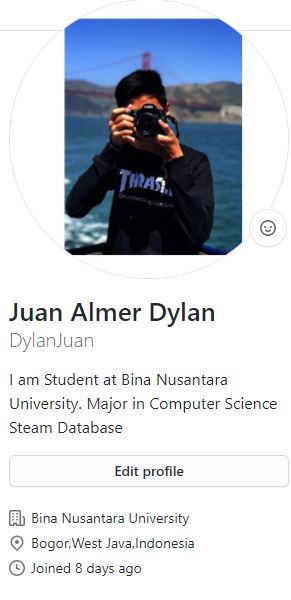 THRASH
Juan Almer Dylan
DylanJuan
I am Student at Bina Nusantara
University. Major in Computer Science
Steam Database
Edit profile
Bina Nusantara University
Bogor,West Java,Indonesia
Joined 8 days ago